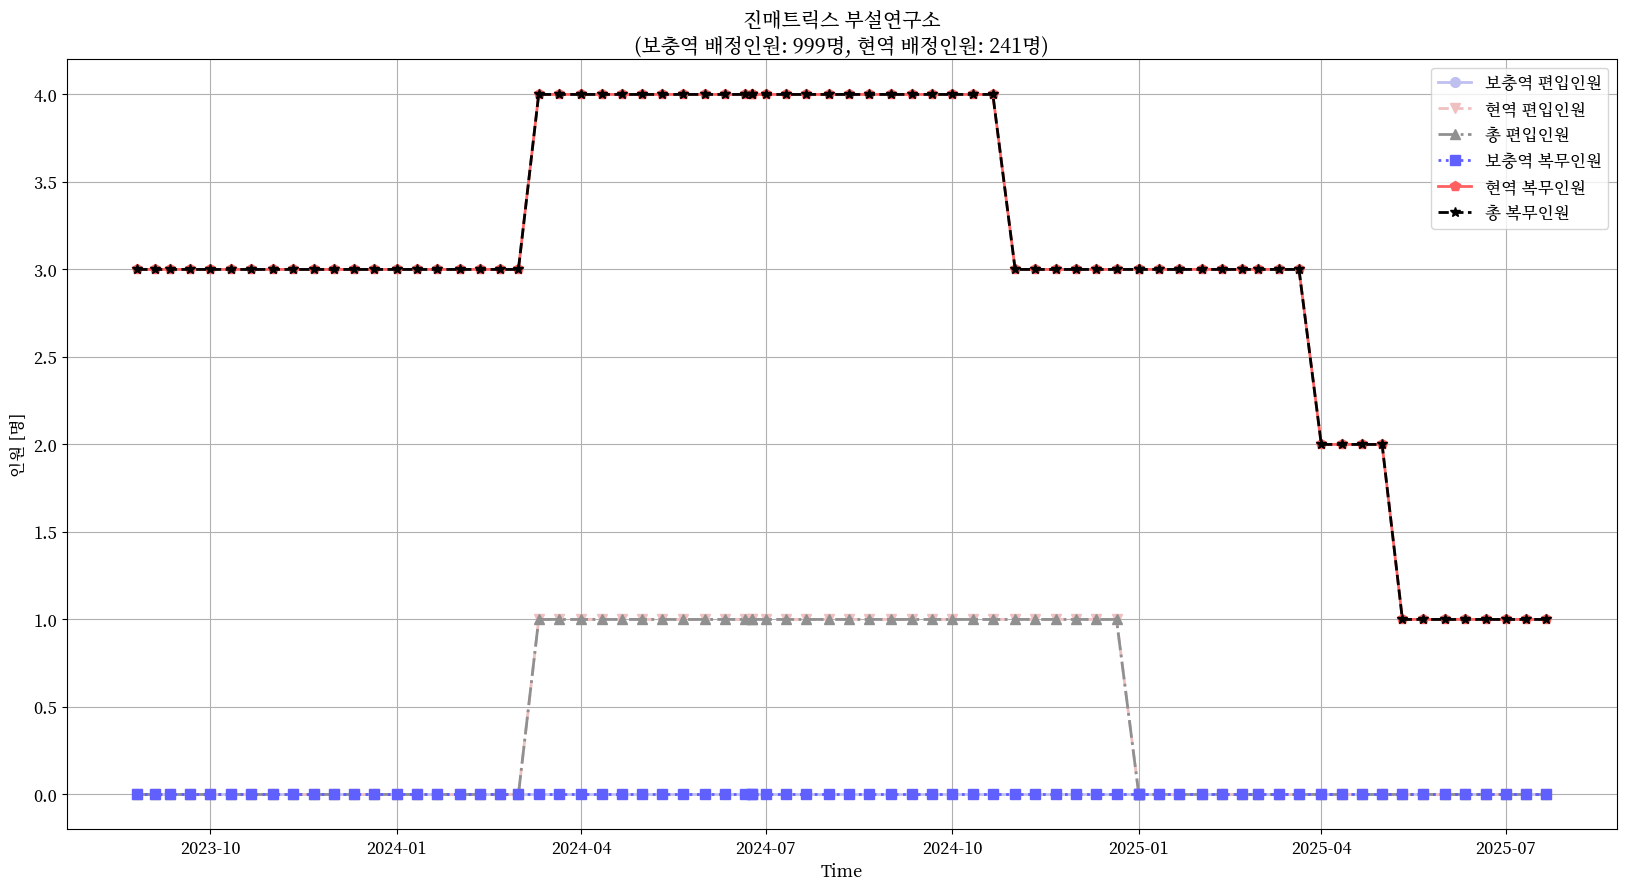 진매트릭스 부설연구소
(보충역 배정인원: 999명, 현역 배정인원: 241명)
보충역 편입인원
현역 편입인원
총 편입인원
보충역 복무인원
현역 복무인원
총 복무인원
4.0
3.5
3.0
2.5
2.0
1.5
1.0
0.5
0.0
인원 [명]
2023-10 2024-01 2024-04 2024-07 2024-10 2025-01 2025-04 2025-07
Time